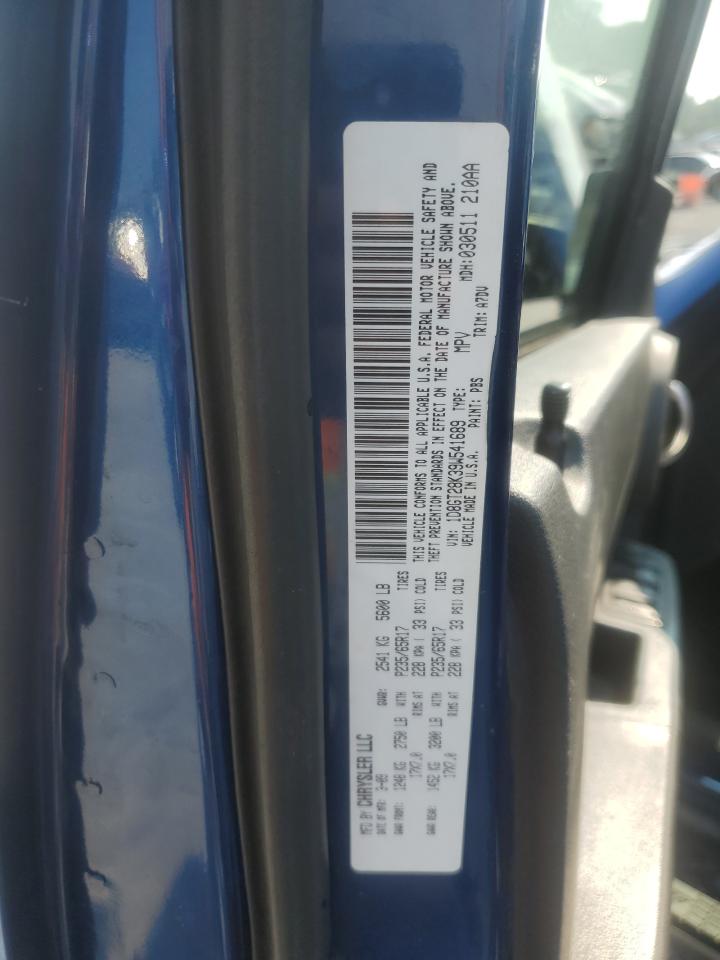 MFD BY CHRYSLER LLC
DATE OF MFR: 3-09 GVWR: 2541 KG 5600 LB
GAWR FRONT: 1248 KG 2750 LB WITH P235/65R17 TIRES
17X7.0 RIMS AT 228 KPA ( 33 PSI) COLD
GAWR REAR: 1452 KG 3200 LB WITH P235/65R17 TIRES
17X7.0 RIMS AT 228 KPA ( 33 PSI) COLD
THIS VEHICLE CONFORMS TO ALL APPLICABLE U.S.A. FEDERAL MOTOR VEHICLE SAFETY AND
THEFT PREVENTION STANDARDS IN EFFECT ON THE DATE OF MANUFACTURE SHOWN ABOVE.
VIN: 1D8GT28K39W541689 TYPE: MPV MDH:030511 210AA
VEHICLE MADE IN U.S.A. PAINT: PBS TRIM: A7DV